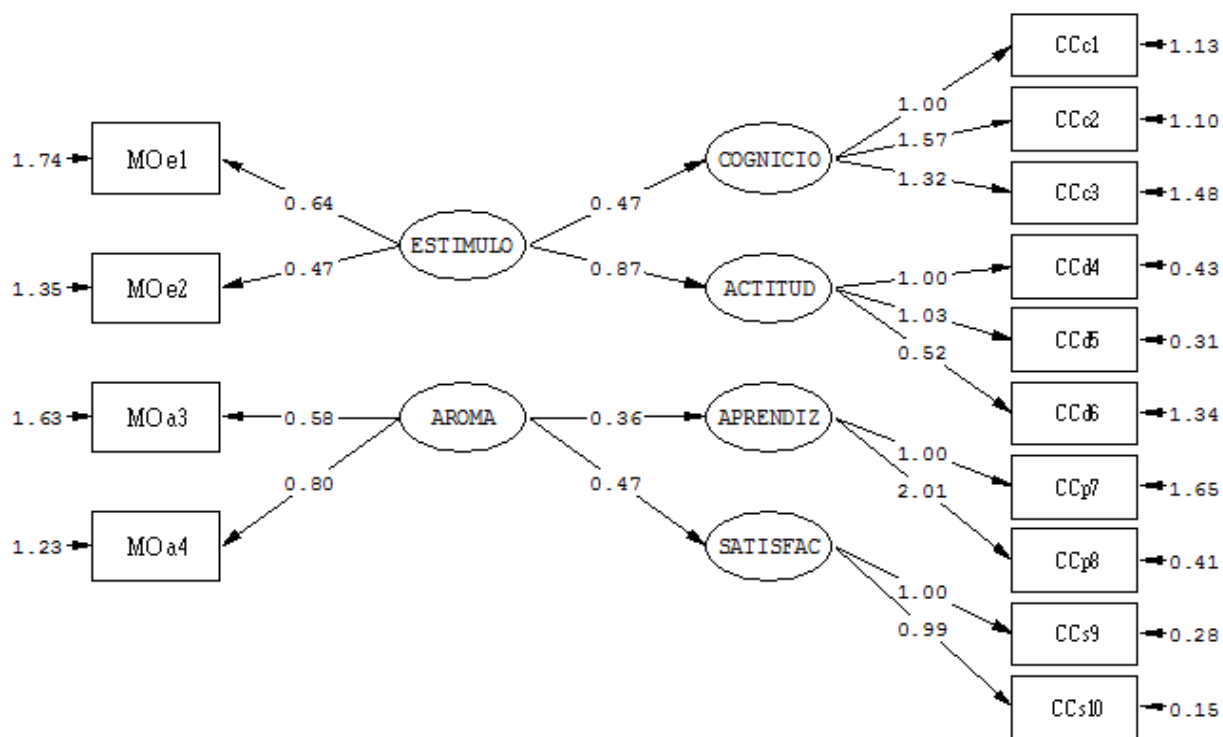 CCc1
1.13
1.00
CCc2
1.10
1.57
1.74
MOe1
COGNICIO
1.32
CCc3
1.48
0.64
0.47
ESTIMULO
CCd4
0.43
0.47
0.87
1.00
1.35
MOe2
ACTITUD
1.03
CCd5
0.31
0.52
1.63
MOa3
0.58
AROMA
0.36
APRENDIZ
CCd6
1.34
1.00
0.80
0.47
CCp7
1.65
2.01
1.23
MOa4
SATISFAC
CCp8
0.41
1.00
0.99
CCs9
0.28
CCs10
0.15